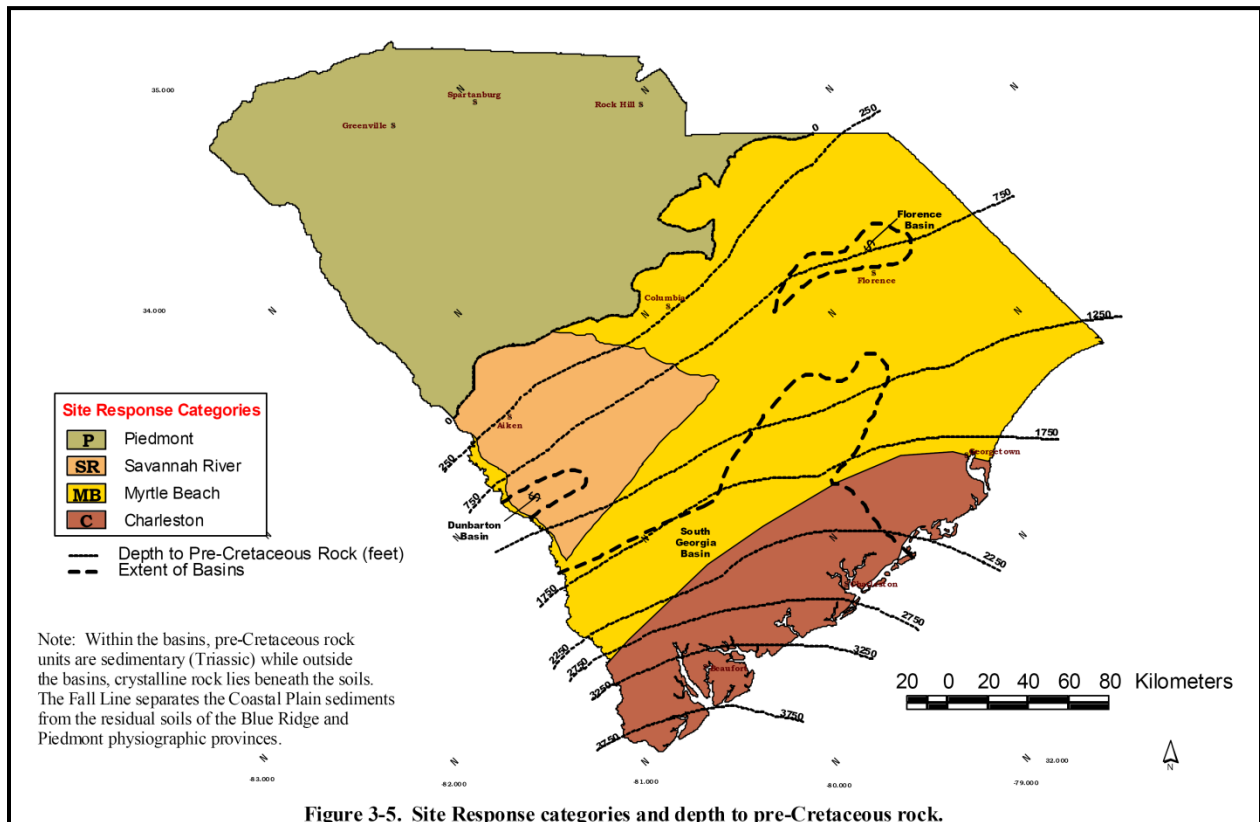 35.000
N
N
N
N
Spartanburg
S
Rock Hill S
Greenville S
0
250
750
Florence
Basin
S
S
Florence
Columbia
S
34.000
N
N
N
N
N
1250
Site Response Categories
P Piedmont
SR Savannah River
MB Myrtle Beach
C Charleston
Depth to Pre-Cretaceous Rock (feet)
Extent of Basins
0
S
Aiken
250
750
S
Dunbarton
Basin
1750
Georgetown
N
N
N
N
South
Georgia
Basin
1750
2250
Charleston
2250
2750
2750
3250
3250
Beaufort
3750
3750
20 0 20 40 60 80 Kilometers
Note: Within the basins, pre-Cretaceous rock
units are sedimentary (Triassic) while outside
the basins, crystalline rock lies beneath the soils.
The Fall Line separates the Coastal Plain sediments
from the residual soils of the Blue Ridge and
Piedmont physiographic provinces.
N
N
N
N
N
32.000
N
-83.000
-82.000
-81.000
-80.000
-79.000
Figure 3-5. Site Response categories and depth to pre-Cretaceous rock.